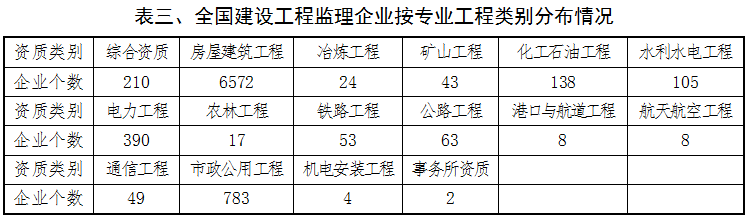 表三、全国建设工程监理企业按专业工程类别分布情况
资质类别 综合资质 房屋建筑工程 冶炼工程 矿山工程 化工石油工程 水利水电工程
企业个数 210 6572 24 43 138 105
资质类别 电力工程 农林工程 铁路工程 公路工程 港口与航道工程 航天航空工程
企业个数 390 17 53 63 8 8
资质类别 通信工程 市政公用工程 机电安装工程 事务所资质
企业个数 49 783 4 2